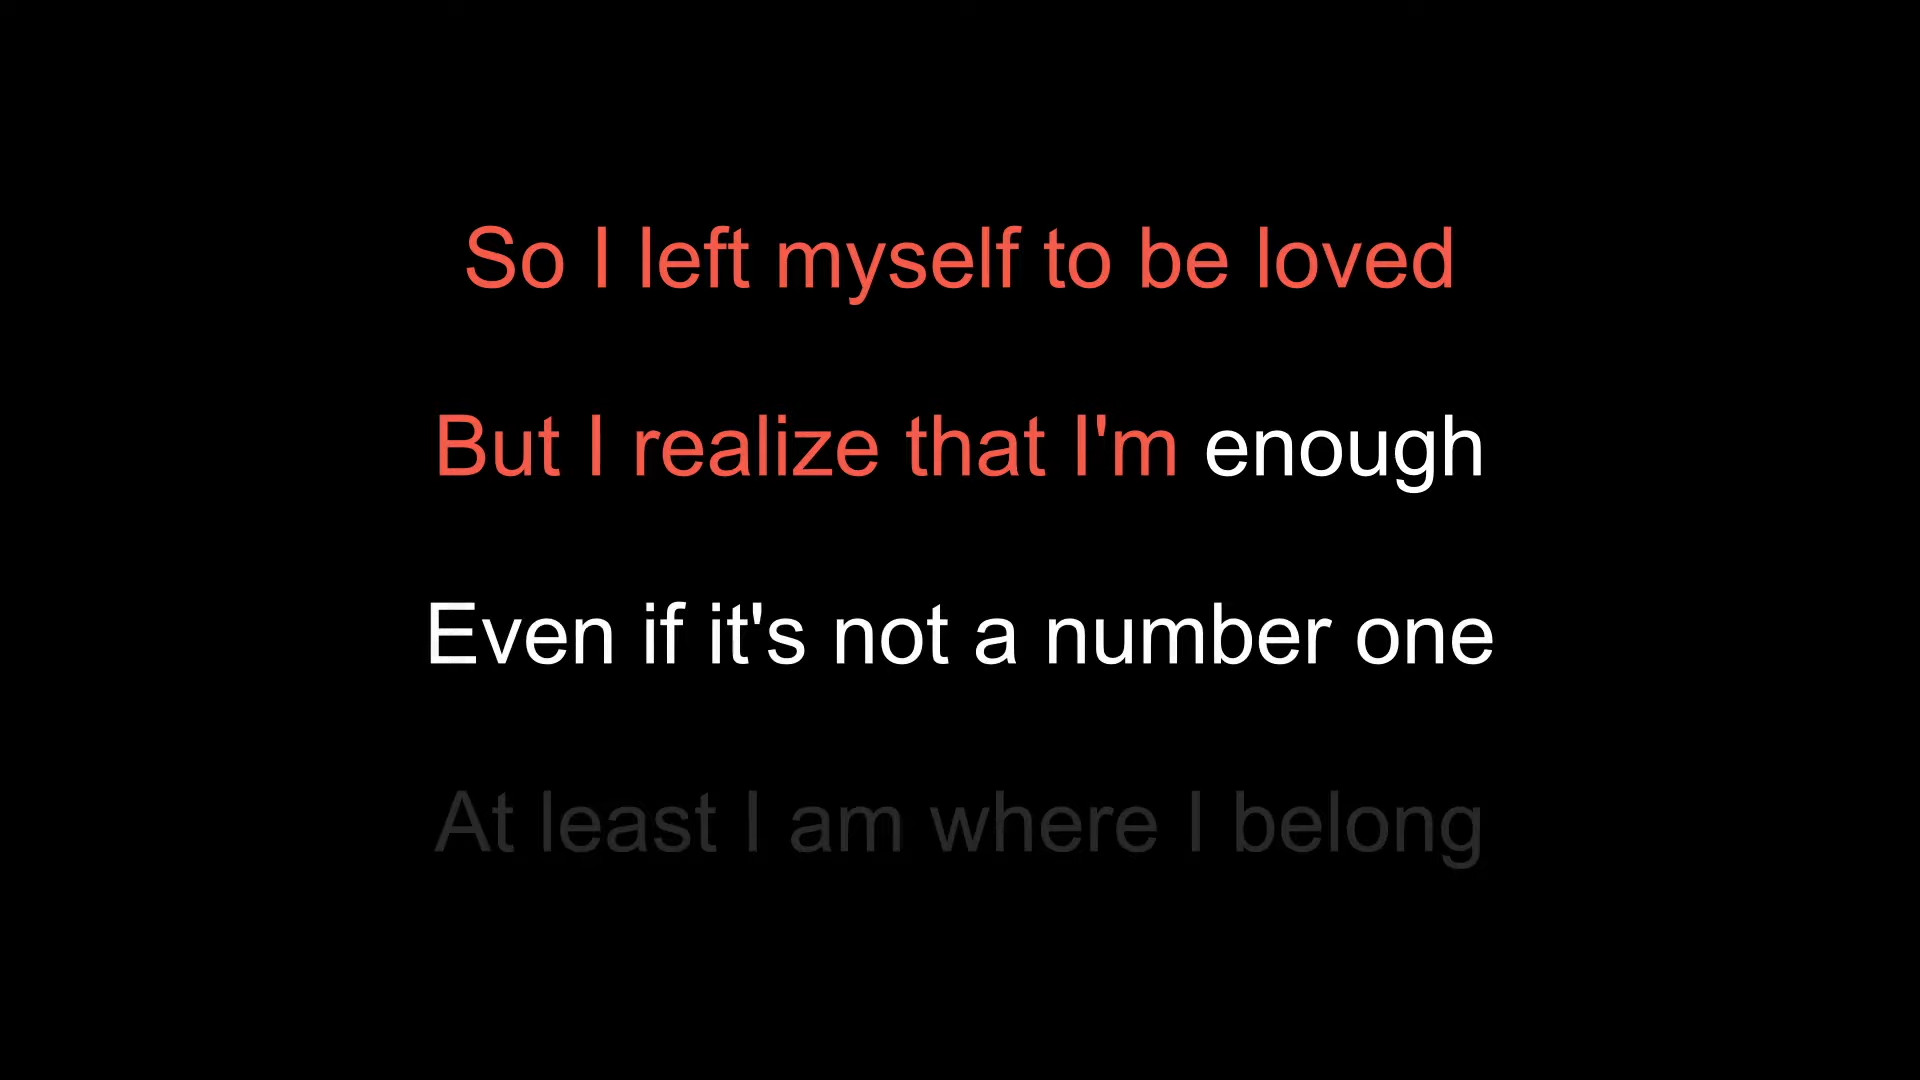 So I left myself to be loved
But I realize that I'm enough
Even if it's not a number one
At least I am where I belong